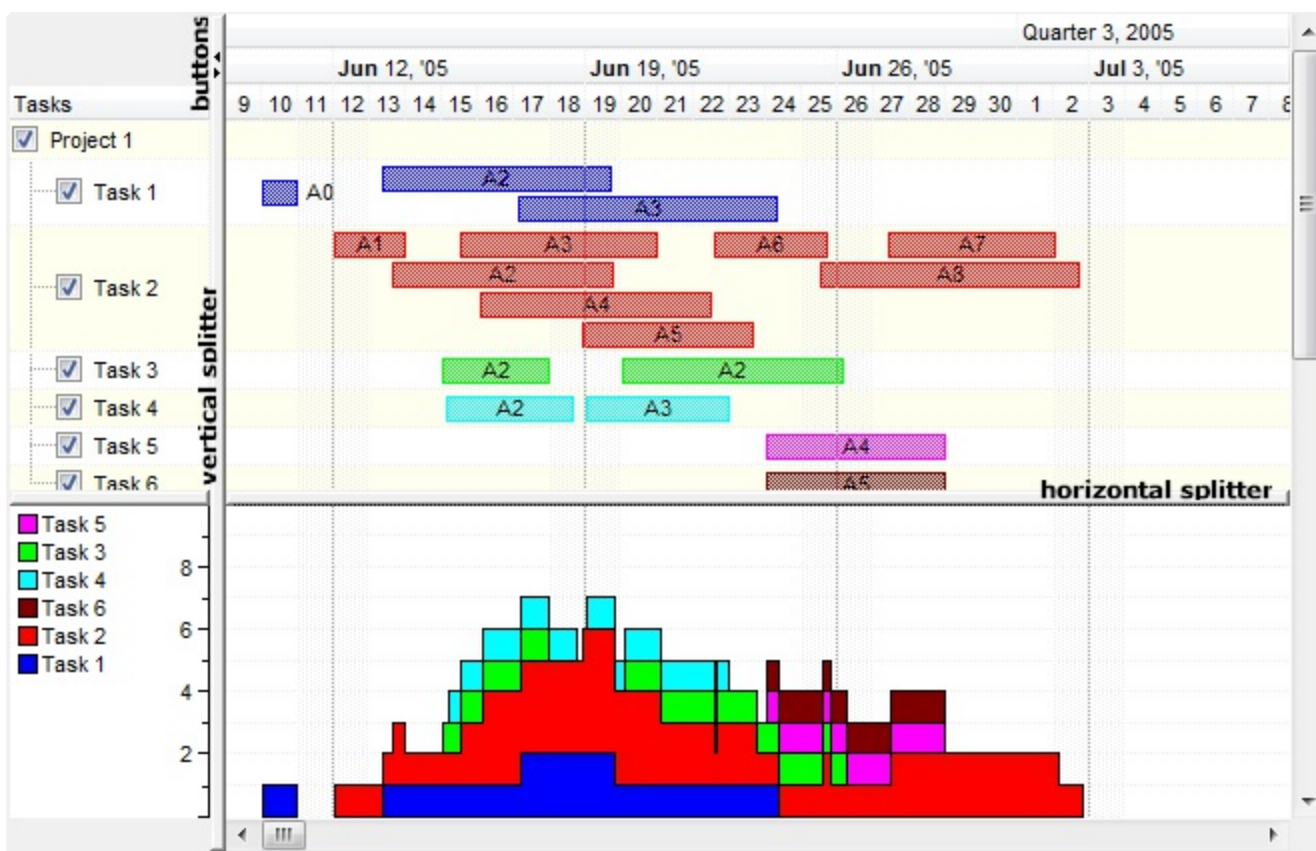 Quarter 3, 2005
Jun 12, '05 Jun 19, '05 Jun 26, '05 Jul 3, '05
buttons
Tasks 9 10 11 12 13 14 15 16 17 18 19 20 21 22 23 24 25 26 27 28 29 30 1 2 3 4 5 6 7 8
Project 1
A2
Task 1 A0
A3
A1 A3 A6 A7
Task 2 A2 A8
A4
A5
vertical splitter
Task 3 A2 A2
Task 4 A2 A3
Task 5 A4
Task 6 A5
horizontal splitter
Task 5
Task 3
Task 4
Task 6
Task 2
Task 1
8
6
4
2